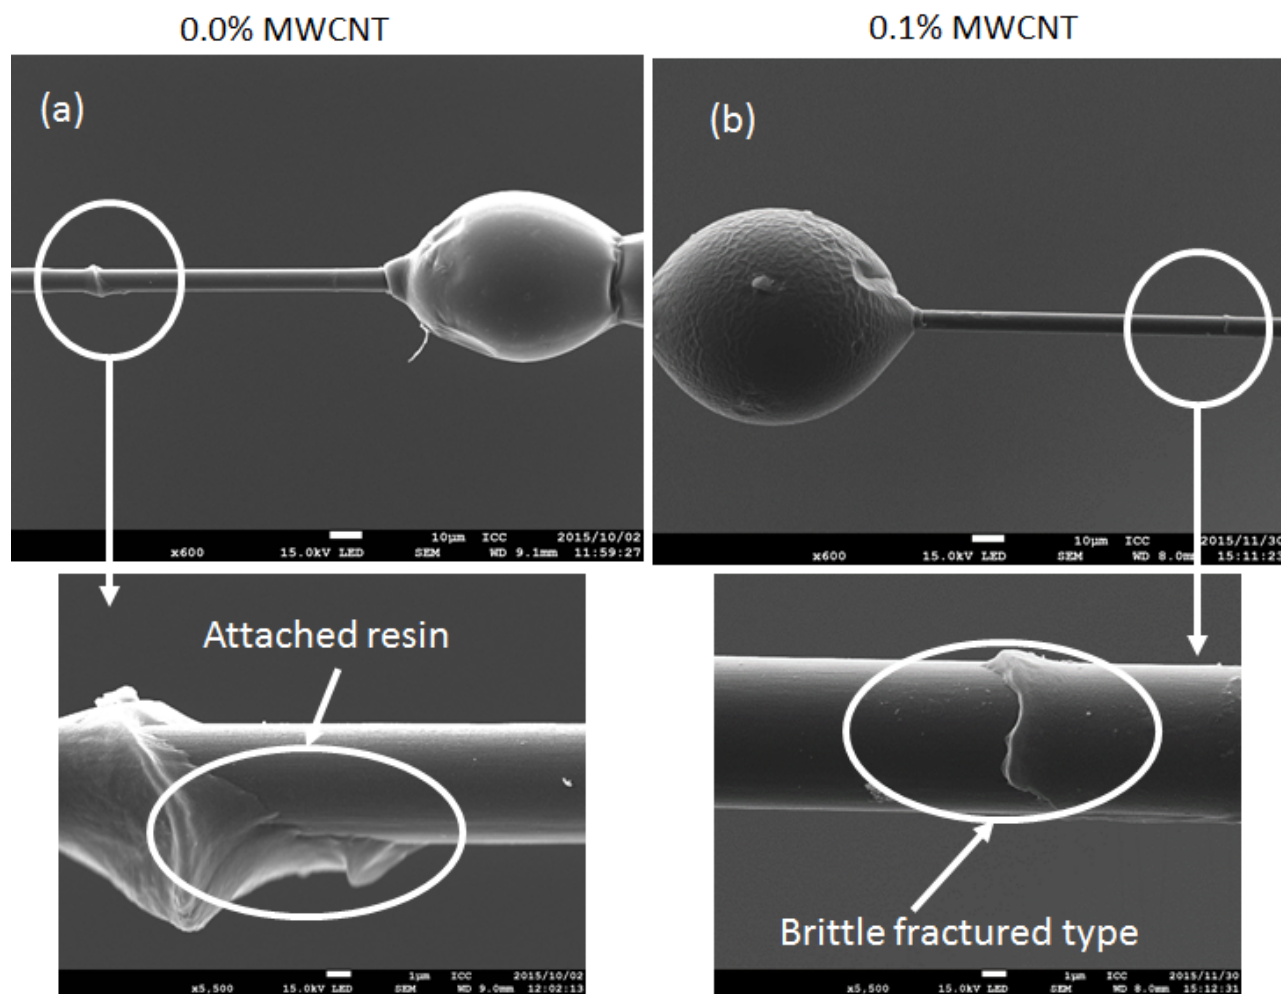 0.0% MWCNT
0.1% MWCNT
(a)
(b)
10µm ICC 2015/10/02
x600 15.0kV LED SEM WD 9.1mm 11:59:27
10µm ICC 2015/11/30
x600 15.0kV LED SEM WD 8.0mm 15:11:23
Attached resin
1µm ICC 2015/10/02
x5,500 15.0kV LED SEM WD 9.0mm 12:02:13
Brittle fractured type
1µm ICC 2015/11/30
x5,500 15.0kV LED SEM WD 8.0mm 15:12:31